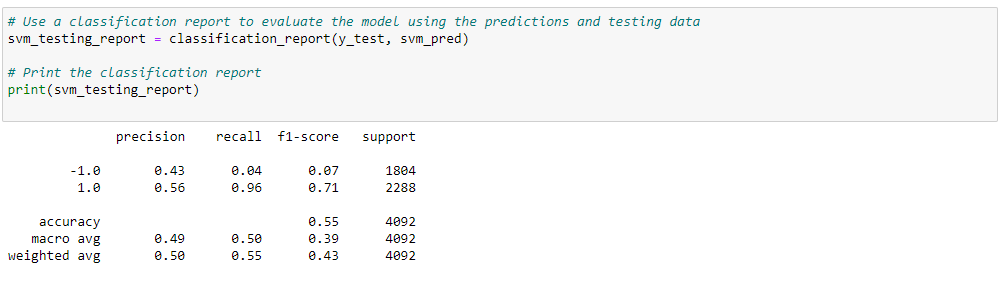 # Use a classification report to evaluate the model using the predictions and testing data
svm_testing_report = classification_report(y_test, svm_pred)
# Print the classification report
print(svm_testing_report)
precision recall f1-score support
-1.0 0.43 0.04 0.07 1804
1.0 0.56 0.96 0.71 2288
accuracy 0.55 4092
macro avg 0.49 0.50 0.39 4092
weighted avg 0.50 0.55 0.43 4092